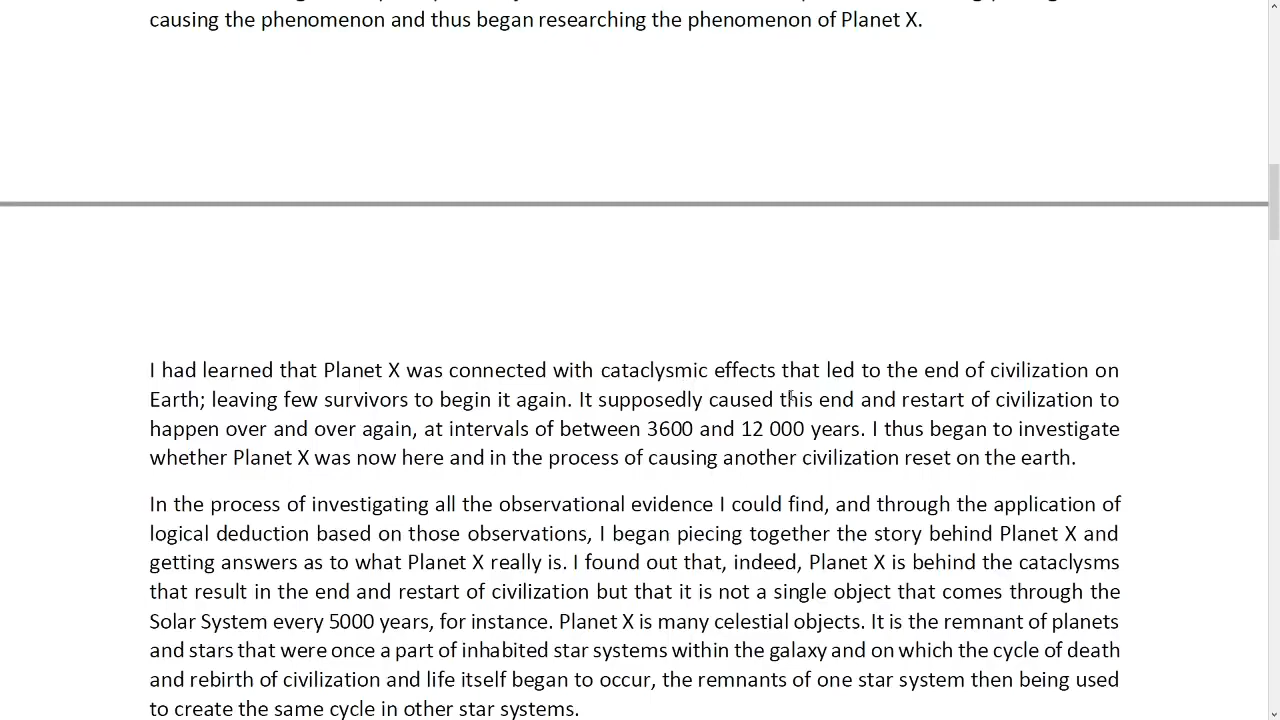 causing the phenomenon and thus began researching the phenomenon of Planet X.
I had learned that Planet X was connected with cataclysmic effects that led to the end of civilization on
Earth; leaving few survivors to begin it again. It supposedly caused this end and restart of civilization to
happen over and over again, at intervals of between 3600 and 12 000 years. I thus began to investigate
whether Planet X was now here and in the process of causing another civilization reset on the earth.
In the process of investigating all the observational evidence I could find, and through the application of
logical deduction based on those observations, I began piecing together the story behind Planet X and
getting answers as to what Planet X really is. I found out that, indeed, Planet X is behind the cataclysms
that result in the end and restart of civilization but that it is not a single object that comes through the
Solar System every 5000 years, for instance. Planet X is many celestial objects. It is the remnant of planets
and stars that were once a part of inhabited star systems within the galaxy and on which the cycle of death
and rebirth of civilization and life itself began to occur, the remnants of one star system then being used
to create the same cycle in other star systems.